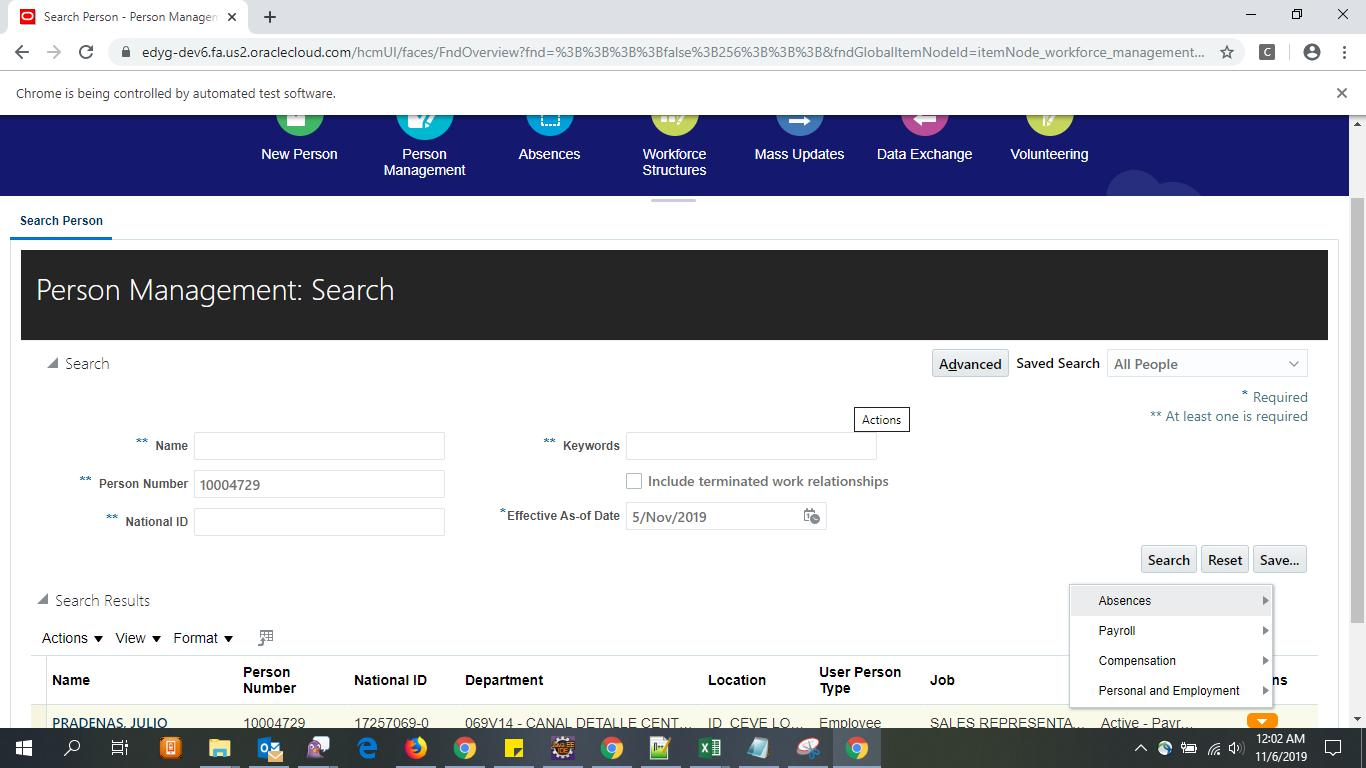 Search Person - Person Managem
edyg-dev6.fa.us2.oraclecloud.com/hcmUI/faces/FndOverview?fnd=%3B%3B%3B%3Bfalse%3B256%3B%3B%3B&fndGlobalItemNodeId=itemNode_workforce_management...
Chrome is being controlled by automated test software.
New Person
Person Management
Absences
Workforce Structures
Mass Updates
Data Exchange
Volunteering
Search Person
Person Management: Search
Search
Advanced Saved Search All People
* Required
** At least one is required
Actions
** Name
** Keywords
** Person Number 10004729
Include terminated work relationships
** National ID
*Effective As-of Date 5/Nov/2019
Search Reset Save...
Search Results
Absences
Payroll
Compensation
Personal and Employment
Actions View Format
Name Person Number National ID Department Location User Person Type Job ns
PRADENAS, JULIO 10004729 17257069-0 069V14 - CANAL DETALLE CENT... ID_CEVE LO... Employee SALES REPRESENTA... Active - Payr...
12:02 AM
11/6/2019